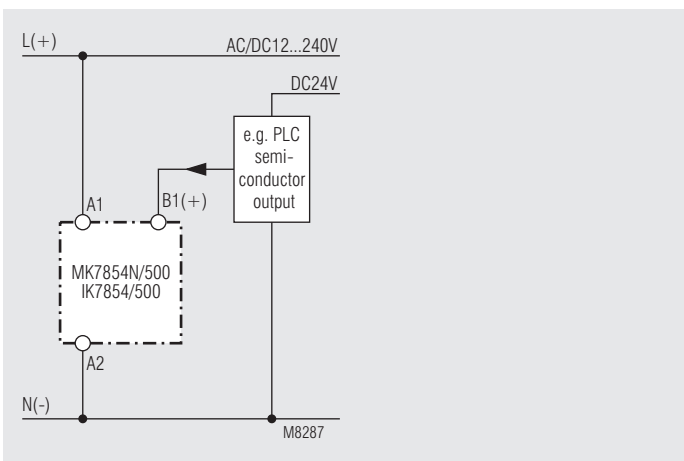 L(+)
AC/DC12...240V
DC24V
e.g. PLC
semi-
conductor
output
A1
B1(+)
MK7854N/500
IK7854/500
A2
N(-)
M8287